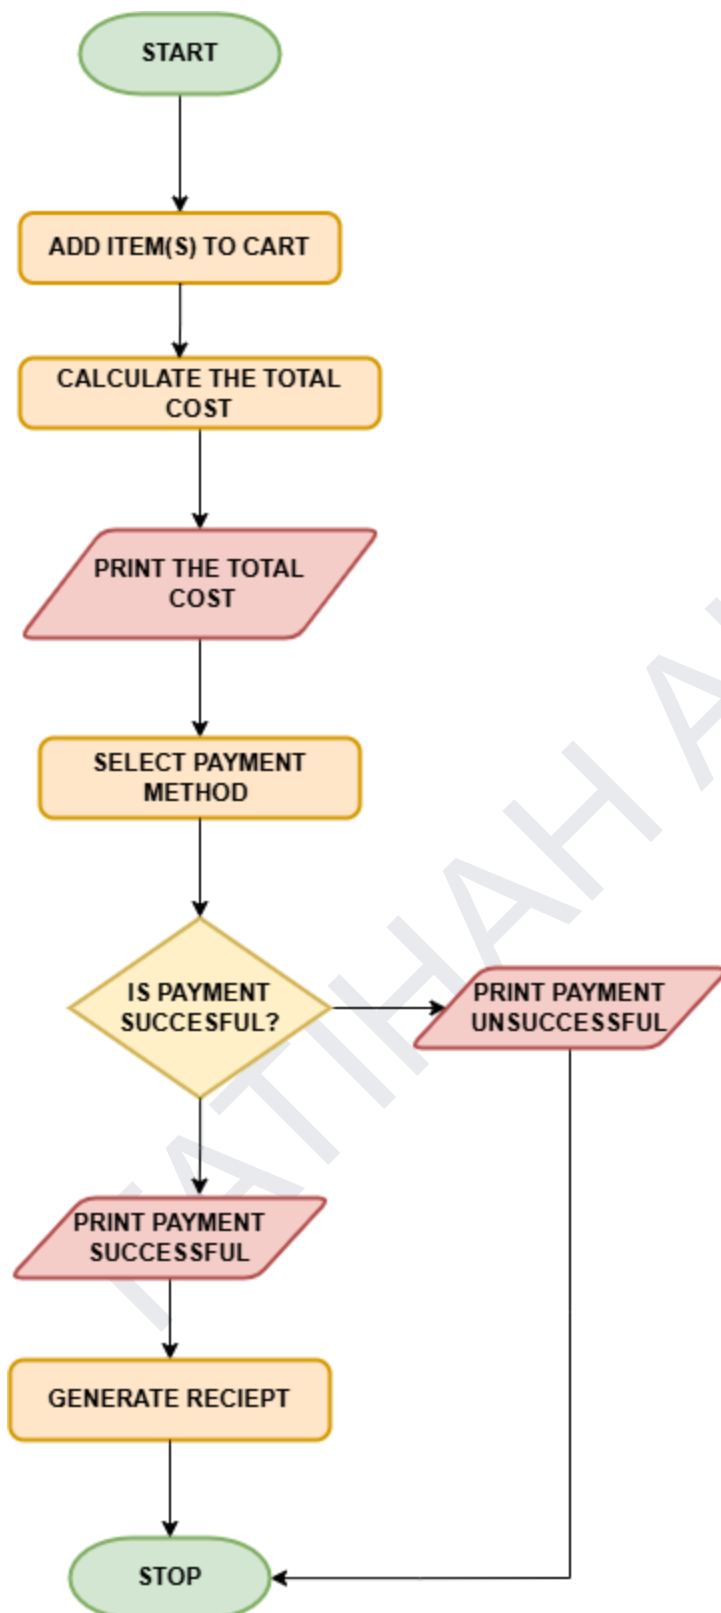 START
ADD ITEM(S) TO CART
CALCULATE THE TOTAL
COST
PRINT THE TOTAL
COST
SELECT PAYMENT
METHOD
IS PAYMENT
SUCCESFUL?
PRINT PAYMENT
UNSUCCESSFUL
PRINT PAYMENT
SUCCESSFUL
GENERATE RECIEPT
STOP